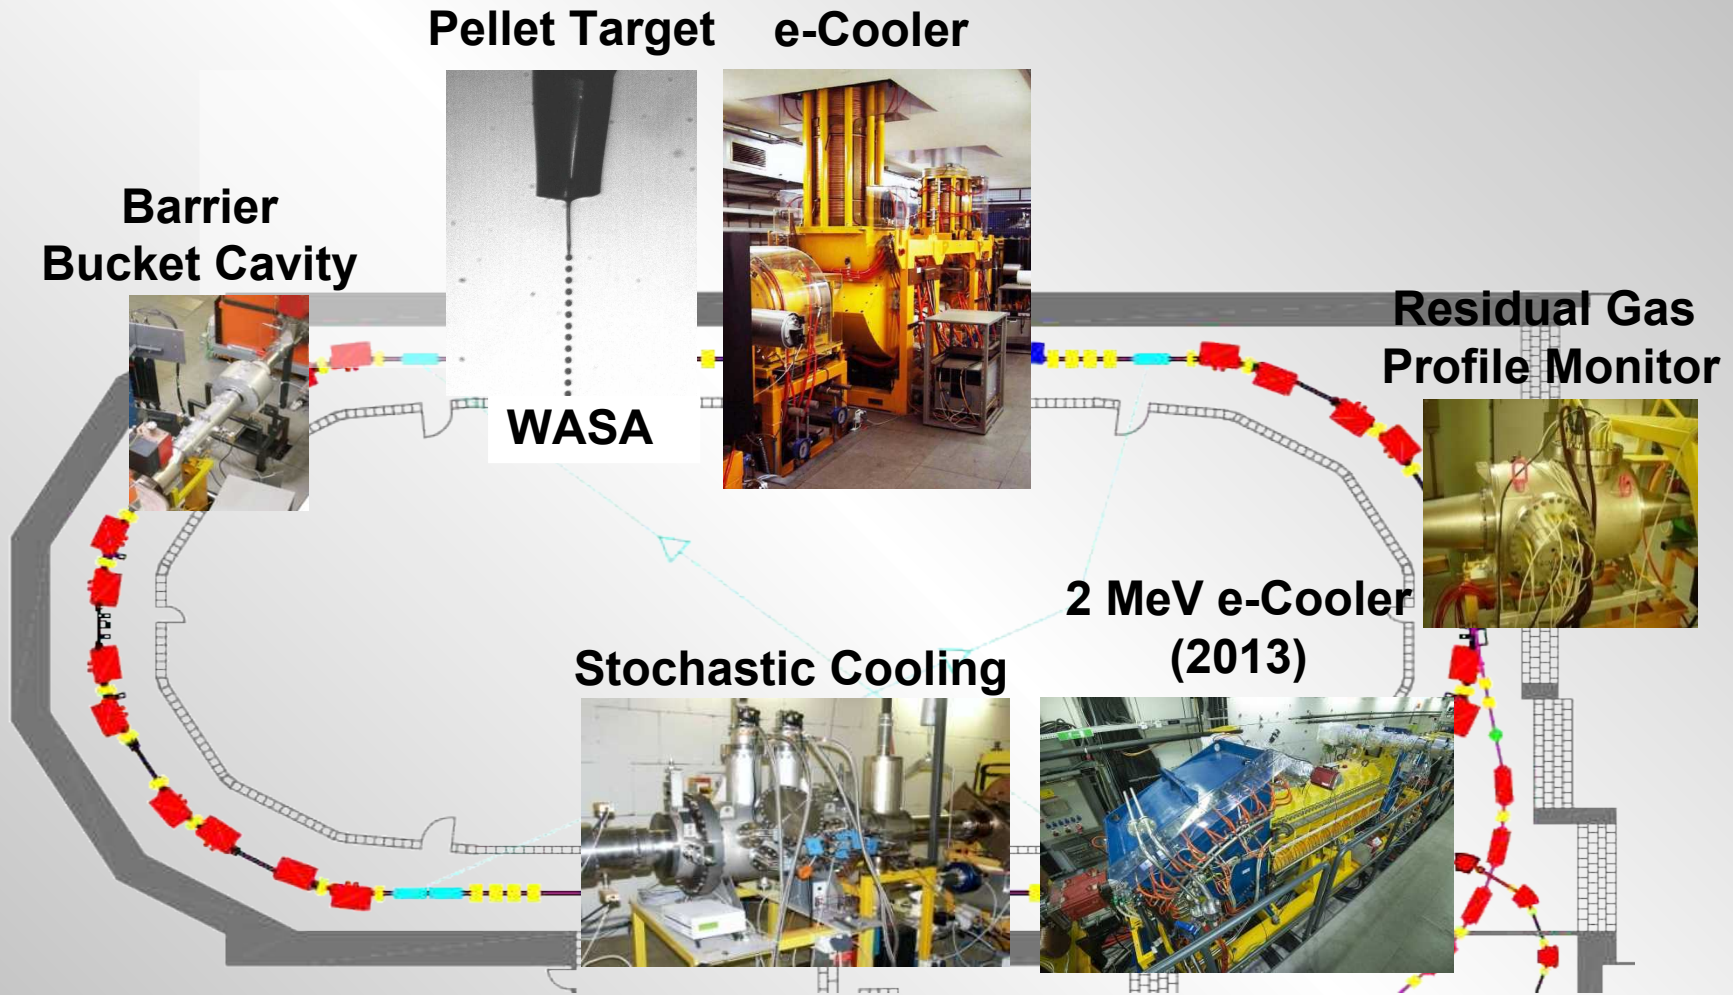 Pellet Target
e-Cooler
Barrier
Bucket Cavity
WASA
Residual Gas
Profile Monitor
2 MeV e-Cooler
(2013)
Stochastic Cooling